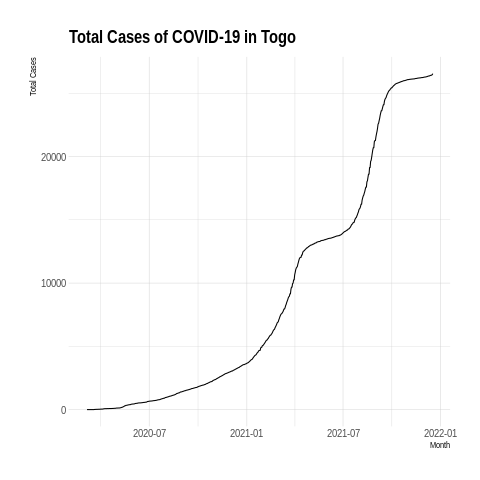 Total Cases of COVID-19 in Togo
Total Cases
20000
10000
0
2020-07
2021-01
2021-07
2022-01
Month